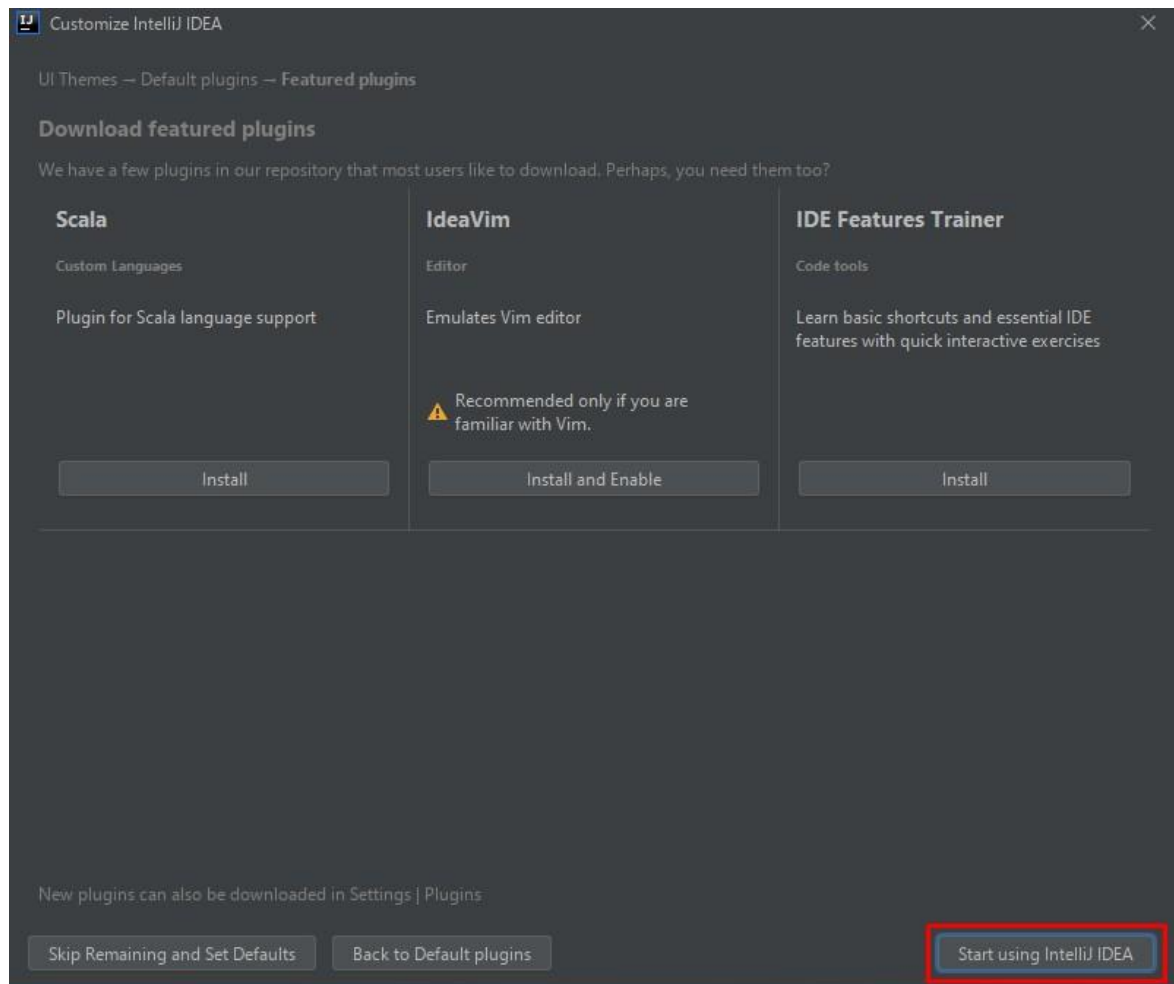 IJ
Customize IntelliJ IDEA
UI Themes → Default plugins → Featured plugins
Download featured plugins
We have a few plugins in our repository that most users like to download. Perhaps, you need them too?
Scala
Custom Languages
Plugin for Scala language support
Install
IdeaVim
Editor
Emulates Vim editor
Recommended only if you are
familiar with Vim.
Install and Enable
IDE Features Trainer
Code tools
Learn basic shortcuts and essential IDE
features with quick interactive exercises
Install
New plugins can also be downloaded in Settings | Plugins
Skip Remaining and Set Defaults
Back to Default plugins
Start using IntelliJ IDEA